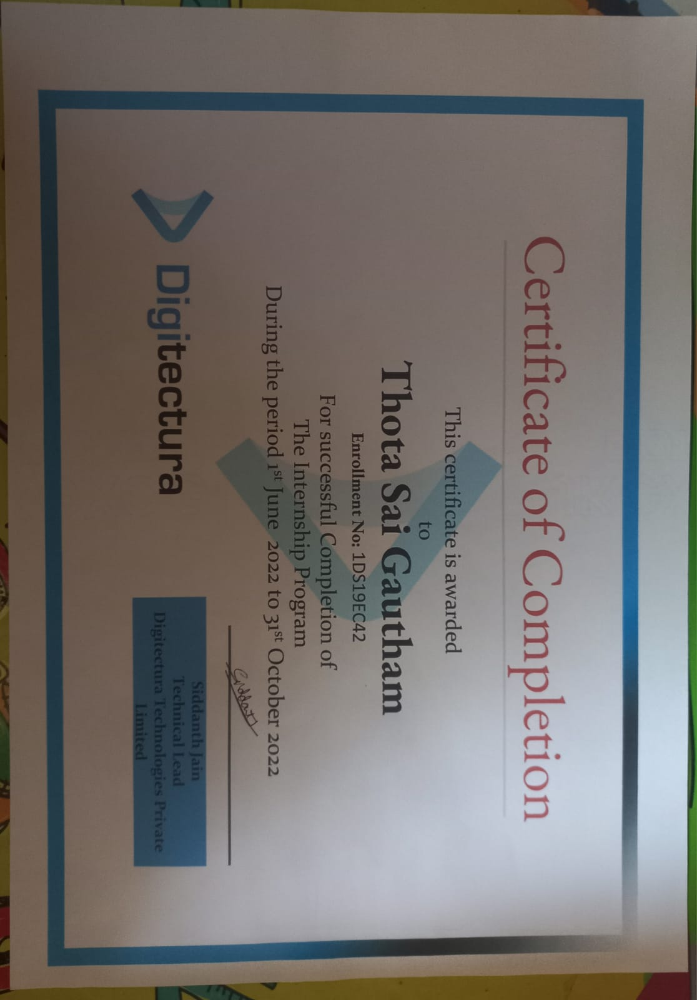 Certificate of Completion
This certificate is awarded
to
Thota Sai Gautham
Enrollment No: 1DS19EC42
For successful Completion of
The Internship Program
During the period 1st June 2022 to 31st October 2022
Siddanth
Digitectura
Siddanth Jain
Technical Lead
Digitectura Technologies Private
Limited